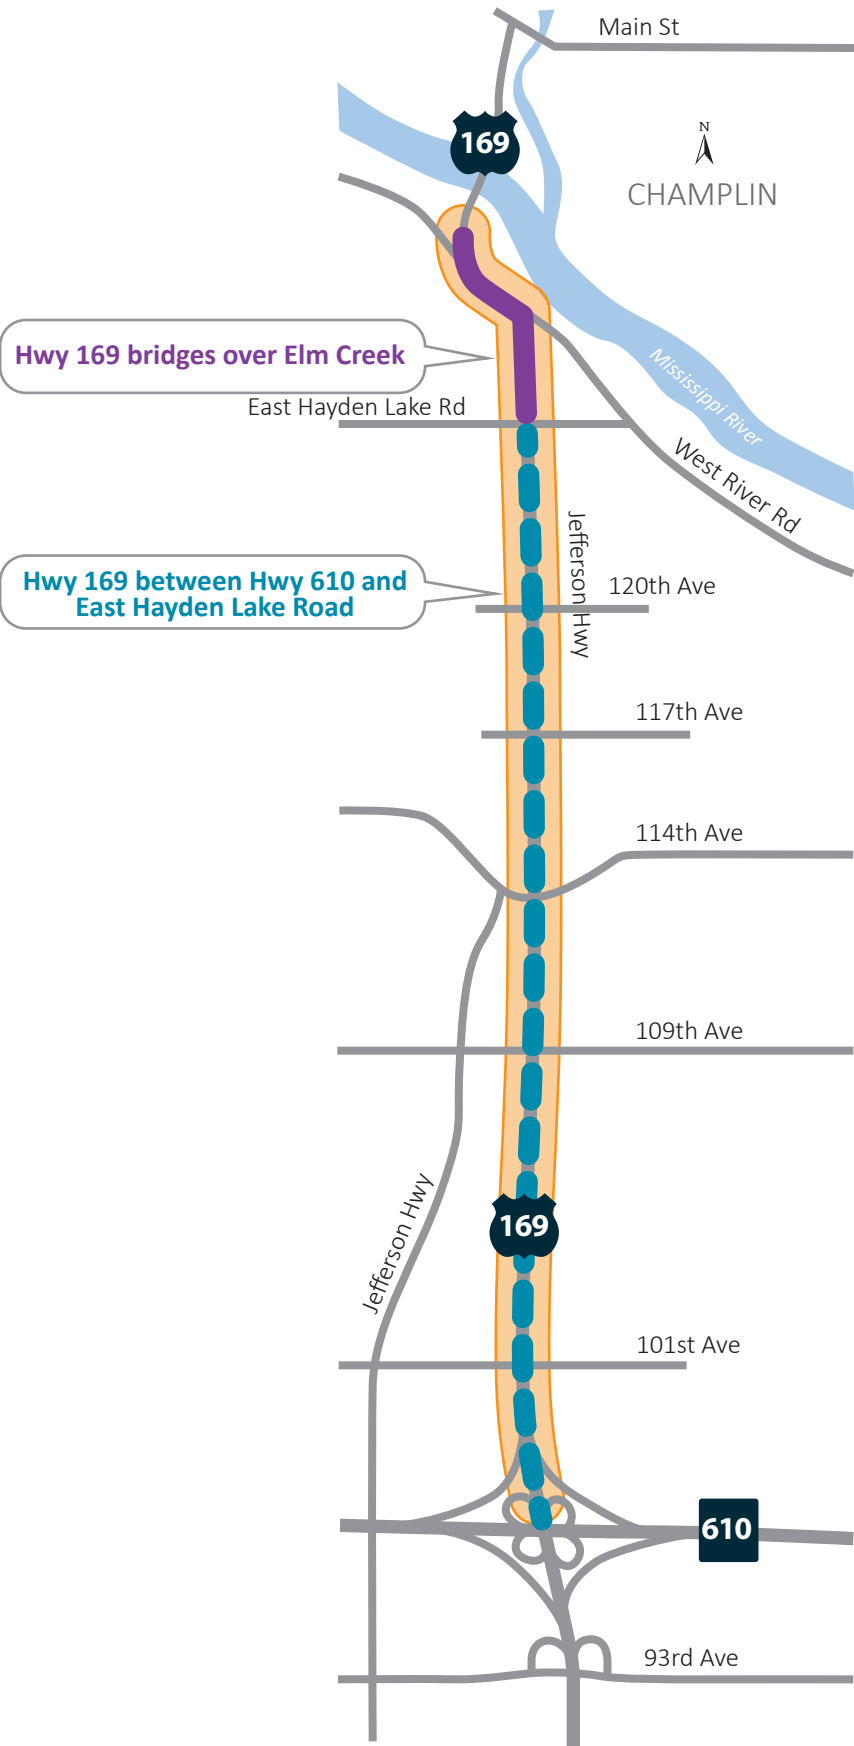 Main St
169
N
CHAMPLIN
Hwy 169 bridges over Elm Creek
Mississippi River
East Hayden Lake Rd
West River Rd
Jefferson Hwy
Hwy 169 between Hwy 610 and
East Hayden Lake Road
120th Ave
117th Ave
114th Ave
109th Ave
Jefferson Hwy
169
101st Ave
610
93rd Ave